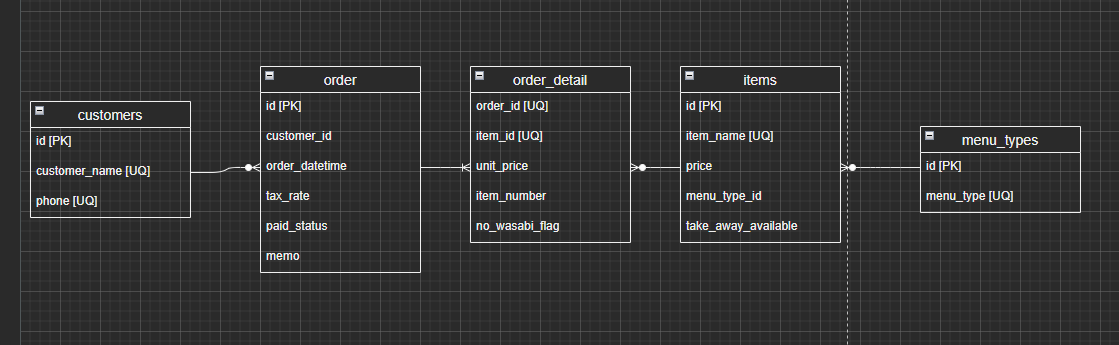 customers
id [PK]
customer_name [UQ]
phone [UQ]
order
id [PK]
customer_id
order_datetime
tax_rate
paid_status
memo
order_detail
order_id [UQ]
item_id [UQ]
unit_price
item_number
no_wasabi_flag
items
id [PK]
item_name [UQ]
price
menu_type_id
take_away_available
menu_types
id [PK]
menu_type [UQ]